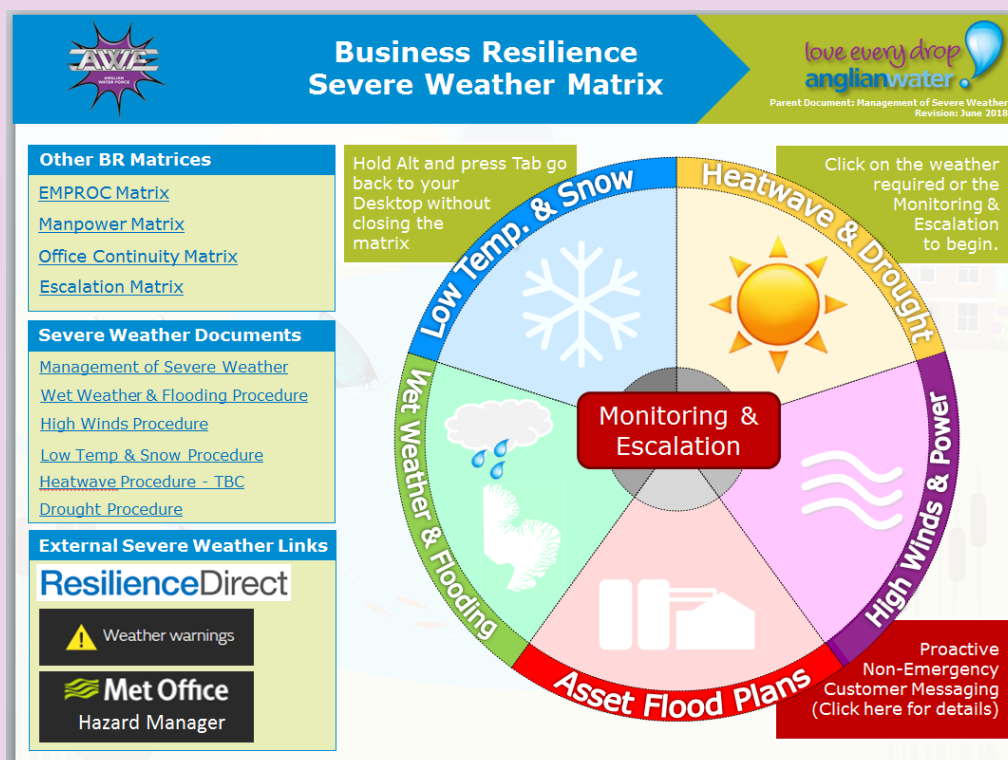 AWF
ANGLIAN
WATER FORCE
Business Resilience
Severe Weather Matrix
love every drop
anglianwater
Parent Document: Management of Severe Weather
Revision: June 2018
Other BR Matrices
EMPROC Matrix
Manpower Matrix
Office Continuity Matrix
Escalation Matrix
Severe Weather Documents
Management of Severe Weather
Wet Weather & Flooding Procedure
High Winds Procedure
Low Temp & Snow Procedure
Heatwave Procedure - TBC
Drought Procedure
External Severe Weather Links
ResilienceDirect
Weather warnings
Met Office
Hazard Manager
Hold Alt and press Tab go
back to your
Desktop without
closing the
matrix
Click on the weather
required or the
Monitoring &
Escalation
to begin.
Low Temp. & Snow
Heatwave & Drought
High Winds & Power
Asset Flood Plans
Wet Weather & Flooding
Monitoring &
Escalation
Proactive
Non-Emergency
Customer Messaging
(Click here for details)